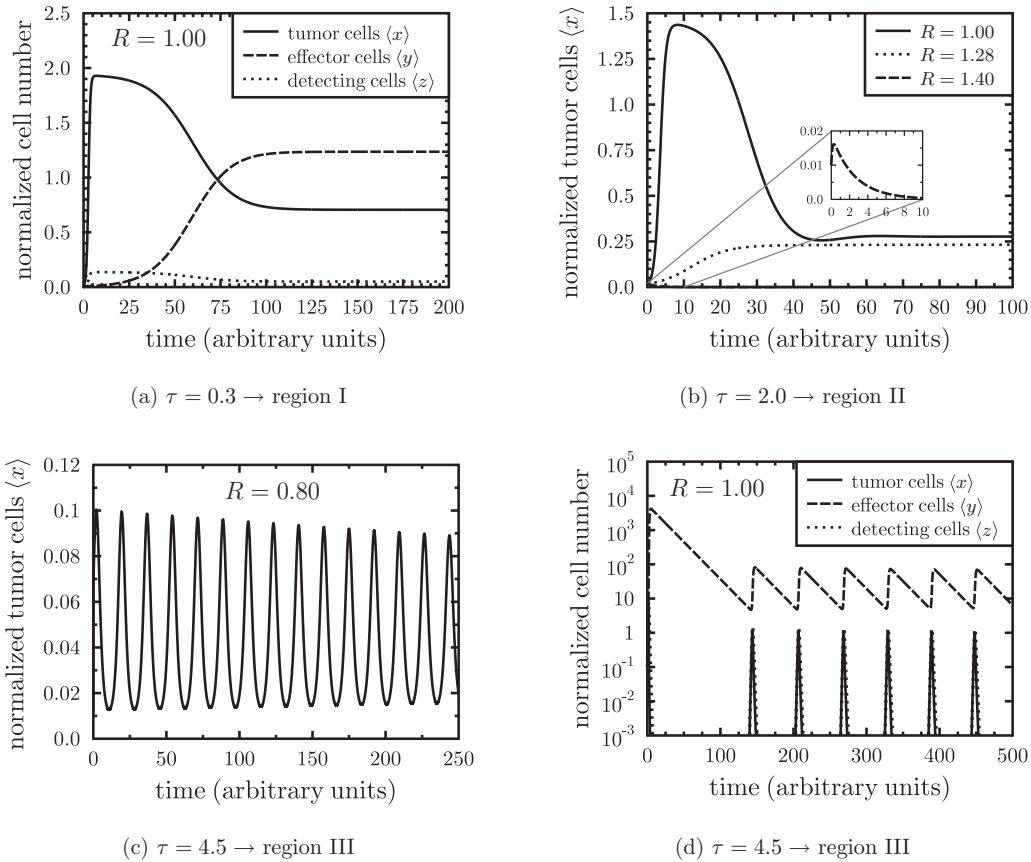 R = 1.00
tumor cells ⟨x⟩
effector cells ⟨y⟩
detecting cells ⟨z⟩
normalized cell number
2.5
2.0
1.5
1.0
0.5
0.0
0 25 50 75 100 125 150 175 200
time (arbitrary units)
(a) τ = 0.3 → region I
R = 1.00
R = 1.28
R = 1.40
normalized tumor cells ⟨x⟩
1.5
1.25
1.0
0.75
0.5
0.25
0.0
0.02
0.01
0.0
0 2 4 6 8 10
0 10 20 30 40 50 60 70 80 90 100
time (arbitrary units)
(b) τ = 2.0 → region II
R = 0.80
normalized tumor cells ⟨x⟩
0.12
0.1
0.08
0.06
0.04
0.02
0.0
0 50 100 150 200 250
time (arbitrary units)
(c) τ = 4.5 → region III
R = 1.00
tumor cells ⟨x⟩
effector cells ⟨y⟩
detecting cells ⟨z⟩
normalized cell number
10⁵
10⁴
10³
10²
10
1
10⁻¹
10⁻²
10⁻³
0 100 200 300 400 500
time (arbitrary units)
(d) τ = 4.5 → region III